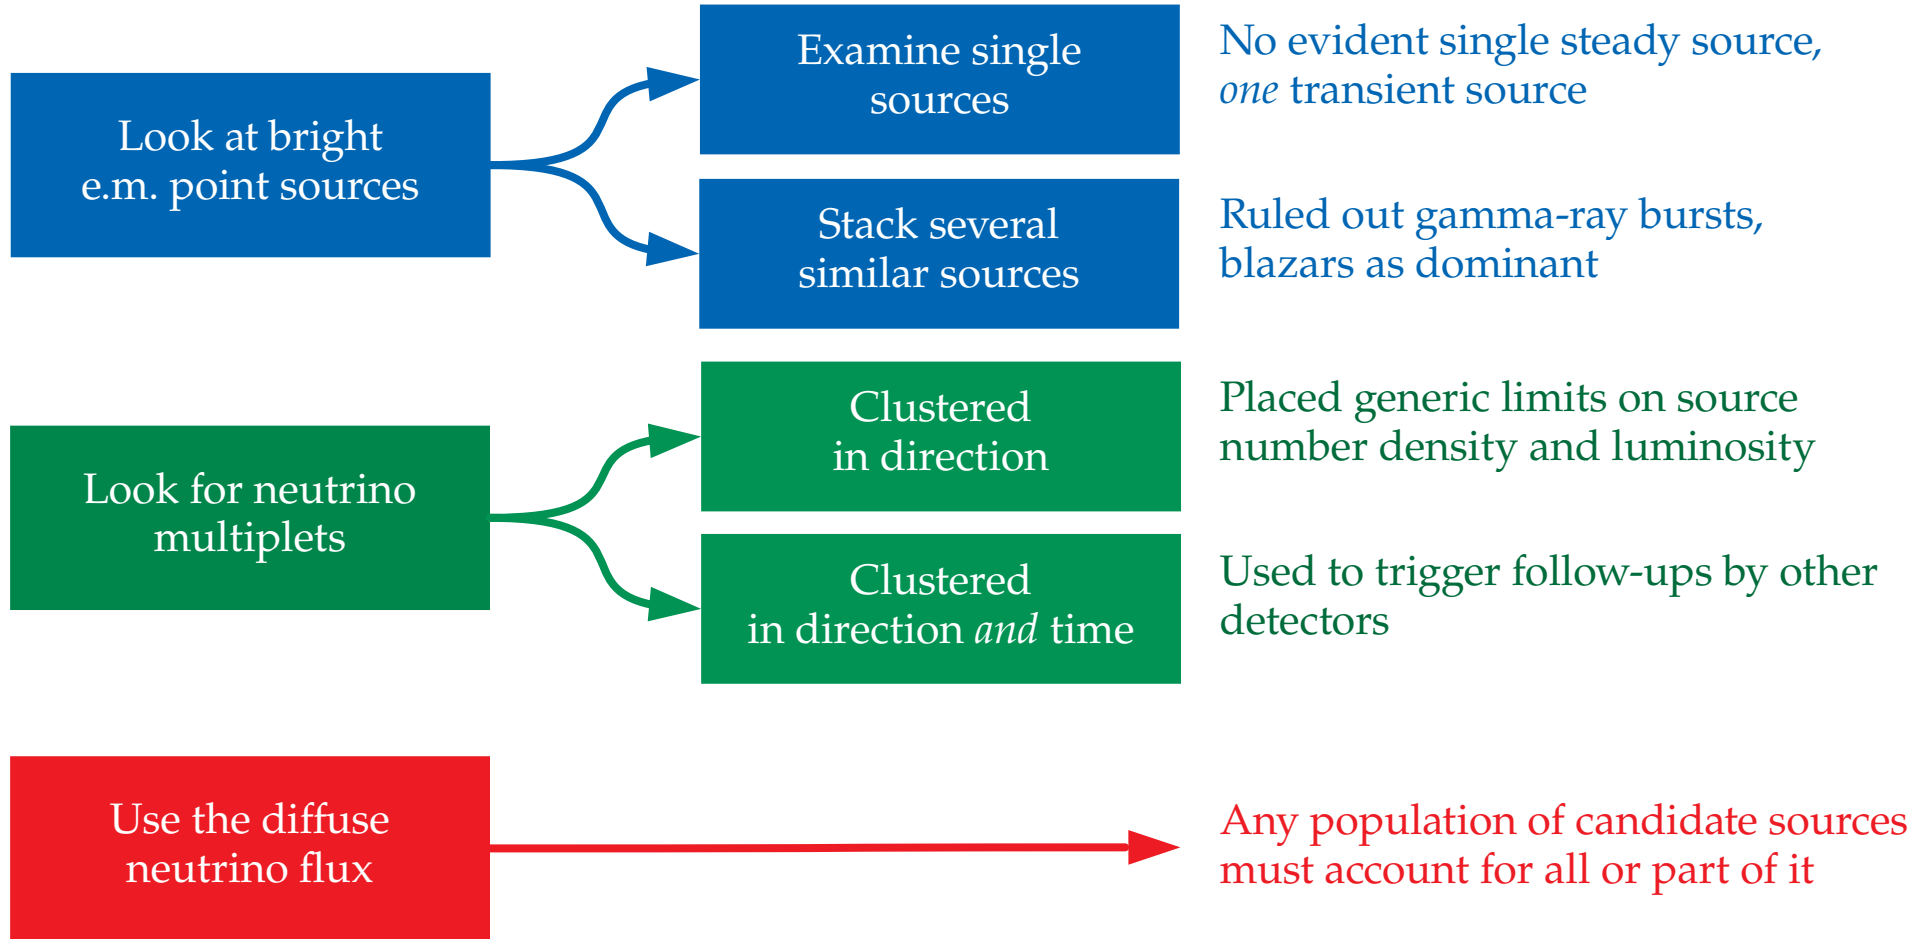 Look at bright
e.m. point sources
Examine single
sources
No evident single steady source,
one transient source
Stack several
similar sources
Ruled out gamma-ray bursts,
blazars as dominant
Look for neutrino
multiplets
Clustered
in direction
Placed generic limits on source
number density and luminosity
Clustered
in direction and time
Used to trigger follow-ups by other
detectors
Use the diffuse
neutrino flux
Any population of candidate sources
must account for all or part of it